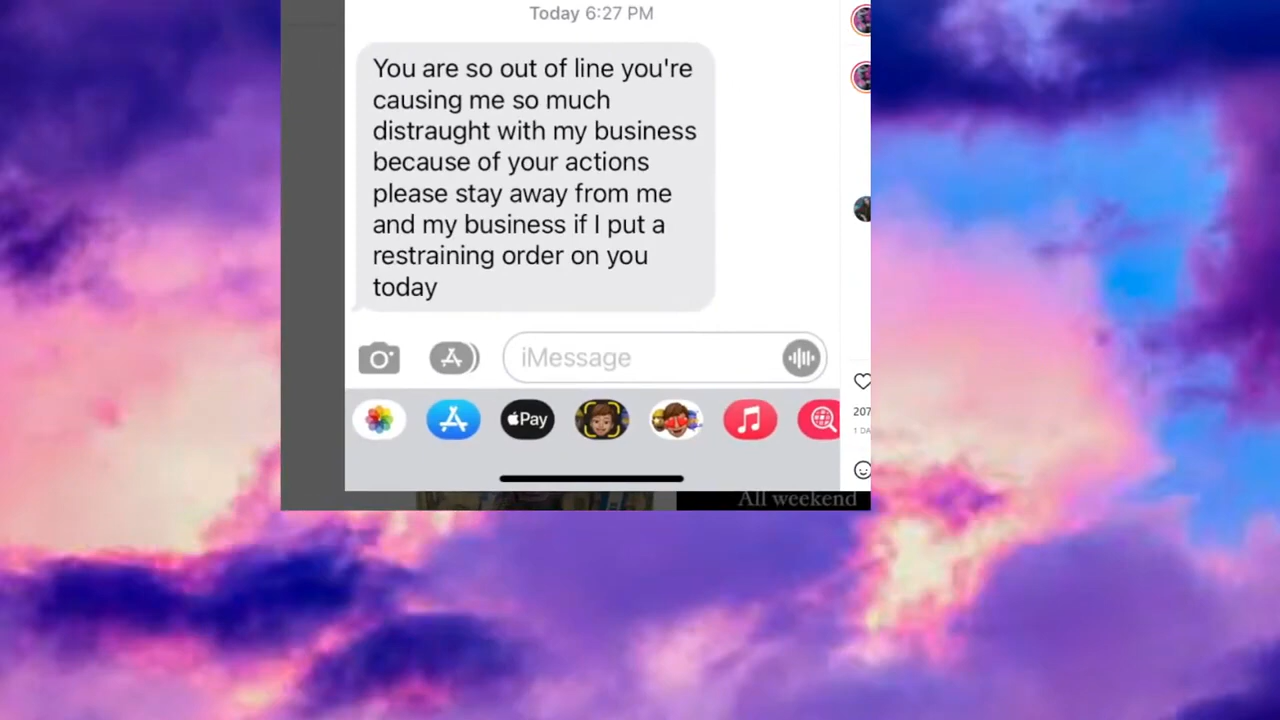 Today 6:27 PM
You are so out of line you're
causing me so much
distraught with my business
because of your actions
please stay away from me
and my business if I put a
restraining order on you
today
iMessage
Pay
207
1 DA
All weekend